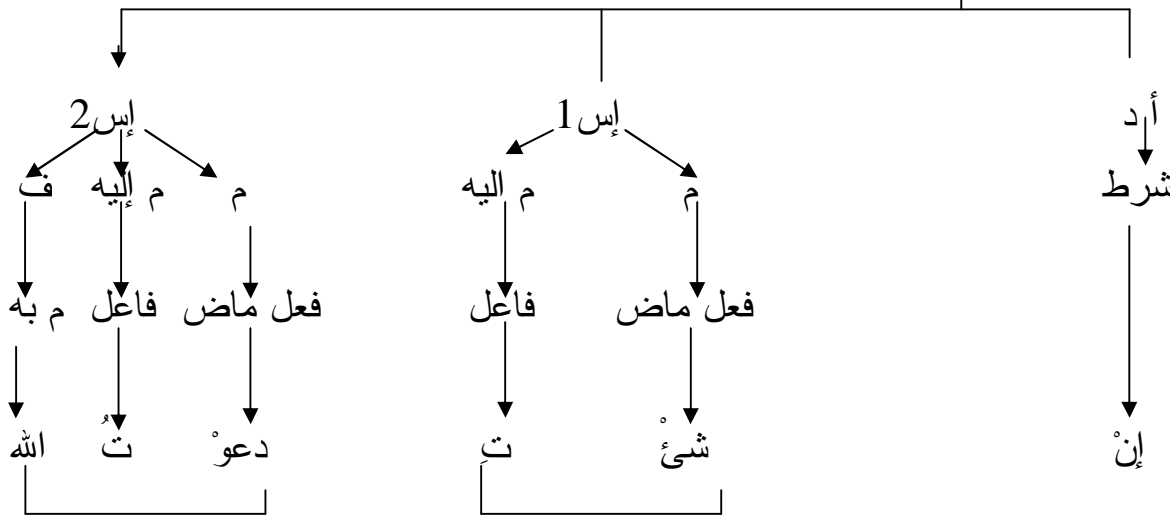 أ د إس1 إس2
شرط م م اليه م م إليه ف
فعل ماض فاعل فعل ماض فاعل م به
إنْ شئْ تِ دعوْ تُ الله